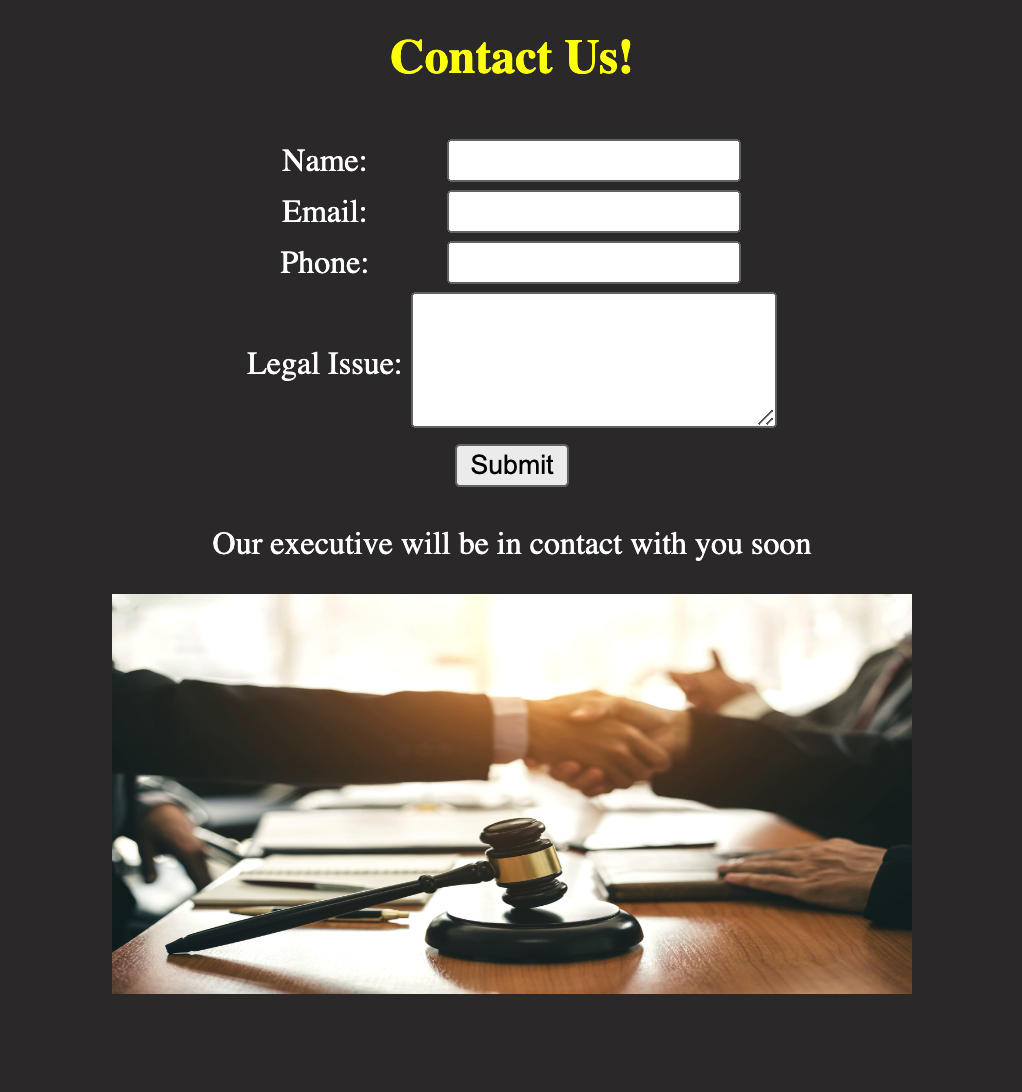 Contact Us!
Name:
Email:
Phone:
Legal Issue:
Submit
Our executive will be in contact with you soon